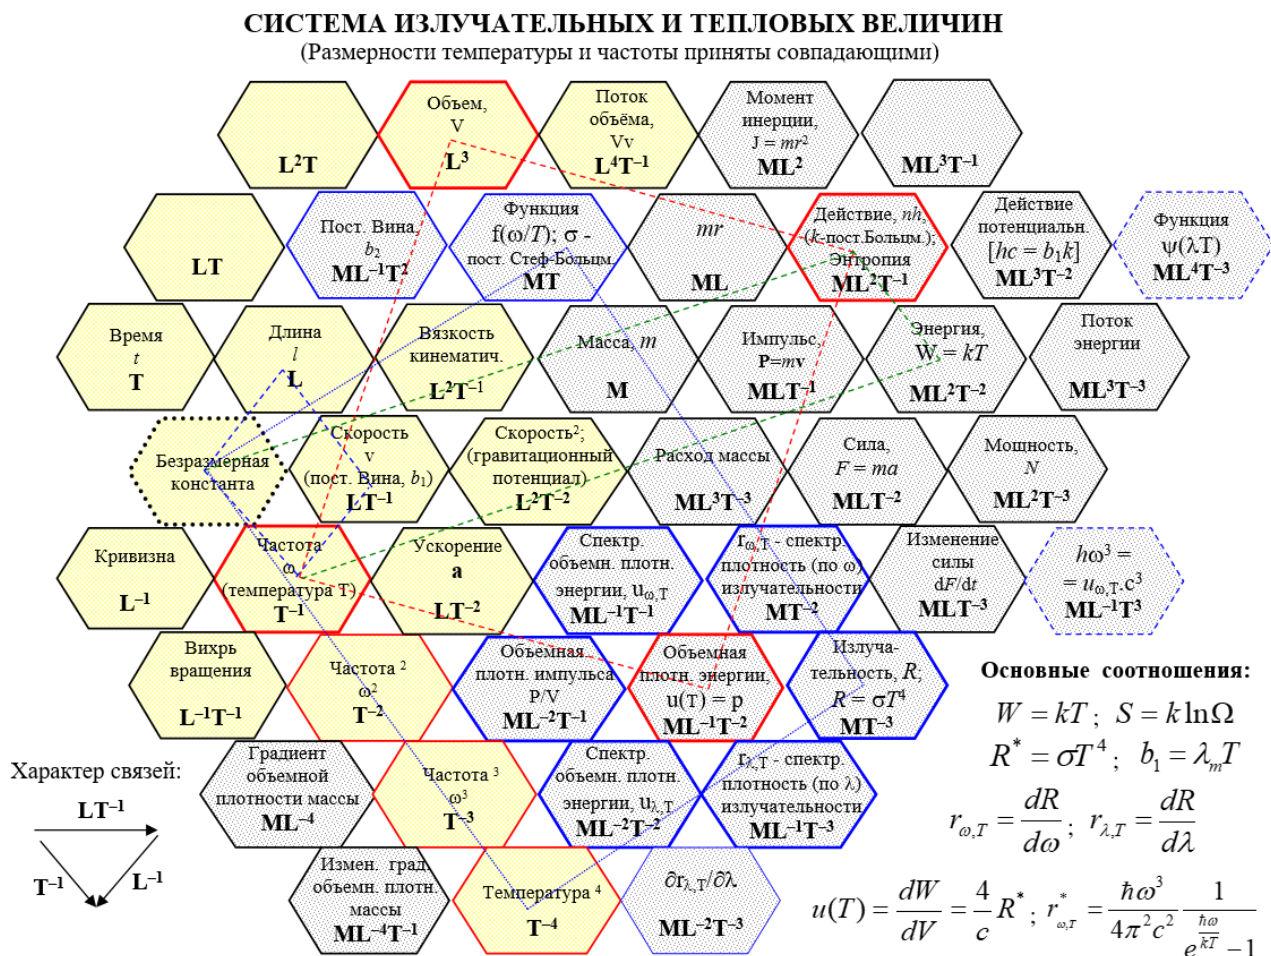 СИСТЕМА ИЗЛУЧАТЕЛЬНЫХ И ТЕПЛОВЫХ ВЕЛИЧИН
(Размерности температуры и частоты приняты совпадающими)
L²T
Объем,
V
L³
Поток
объёма,
Vv
L⁴T⁻¹
Момент
инерции,
J = mr²
ML²
ML³T⁻¹
LT
Пост. Вина,
b₂
ML⁻¹T²
Функция
f(ω/T); σ -
пост. Стеф-Больцм.
MT
mr
ML
Действие, nh,
(k-пост.Больцм.);
Энтропия
ML²T⁻¹
Действие
потенциальн.
[hc = b₁k]
ML³T⁻²
Функция
ψ(λT)
ML⁴T⁻³
Время
t
T
Длина
l
L
Вязкость
кинематич.
L²T⁻¹
Масса, m
M
Импульс,
P=mv
MLT⁻¹
Энергия,
W = kT
ML²T⁻²
Поток
энергии
ML³T⁻³
Безразмерная
константа
Скорость
v
(пост. Вина, b₁)
LT⁻¹
Скорость²;
(гравитационный
потенциал)
L²T⁻²
Расход массы
ML³T⁻³
Сила,
F = ma
MLT⁻²
Мощность,
N
ML²T⁻³
Кривизна
L⁻¹
Частота
ω
(температура T)
T⁻¹
Ускорение
a
LT⁻²
Спектр.
объемн. плотн.
энергии, u_ω,T
ML⁻¹T⁻¹
r_ω,T - спектр.
плотность (по ω)
излучательности
MT⁻²
Изменение
силы
dF/dt
MLT⁻³
hω³ =
= u_ω,T.c³
ML⁻¹T³
Вихрь
вращения
L⁻¹T⁻¹
Частота ²
ω²
T⁻²
Объемная
плотн. импульса
P/V
ML⁻²T⁻¹
Объемная
плотн. энергии,
u(T) = p
ML⁻¹T⁻²
Излуча-
тельность, R;
R = σT⁴
MT⁻³
Градиент
объемной
плотности массы
ML⁻⁴
Частота ³
ω³
T⁻³
Спектр.
объемн. плотн.
энергии, u_λ,T
ML⁻²T⁻²
r_λ,T - спектр.
плотность (по λ)
излучательности
ML⁻¹T⁻³
Измен. град.
объемн. плотн.
массы
ML⁻⁴T⁻¹
Температура ⁴
T⁻⁴
∂r_λ,T/∂λ
ML⁻²T⁻³
Характер связей:
LT⁻¹
T⁻¹
L⁻¹
Основные соотношения:
W = kT ; S = k lnΩ
R* = σT⁴ ; b₁ = λ_mT
r_ω,T = dR/dω ; r_λ,T = dR/dλ
u(T) = dW/dV = 4/c R* ; r*_ω,T = ħω³/4π²c² 1/(e^(ħω/kT) − 1)